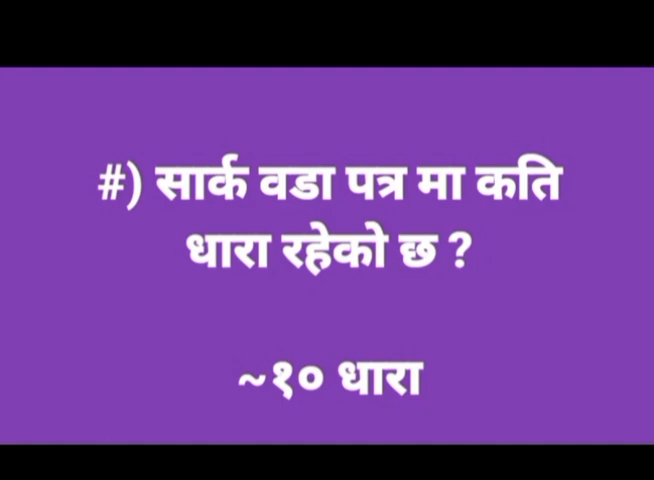 #) सार्क वडा पत्र मा कति
धारा रहेको छ ?
~१० धारा